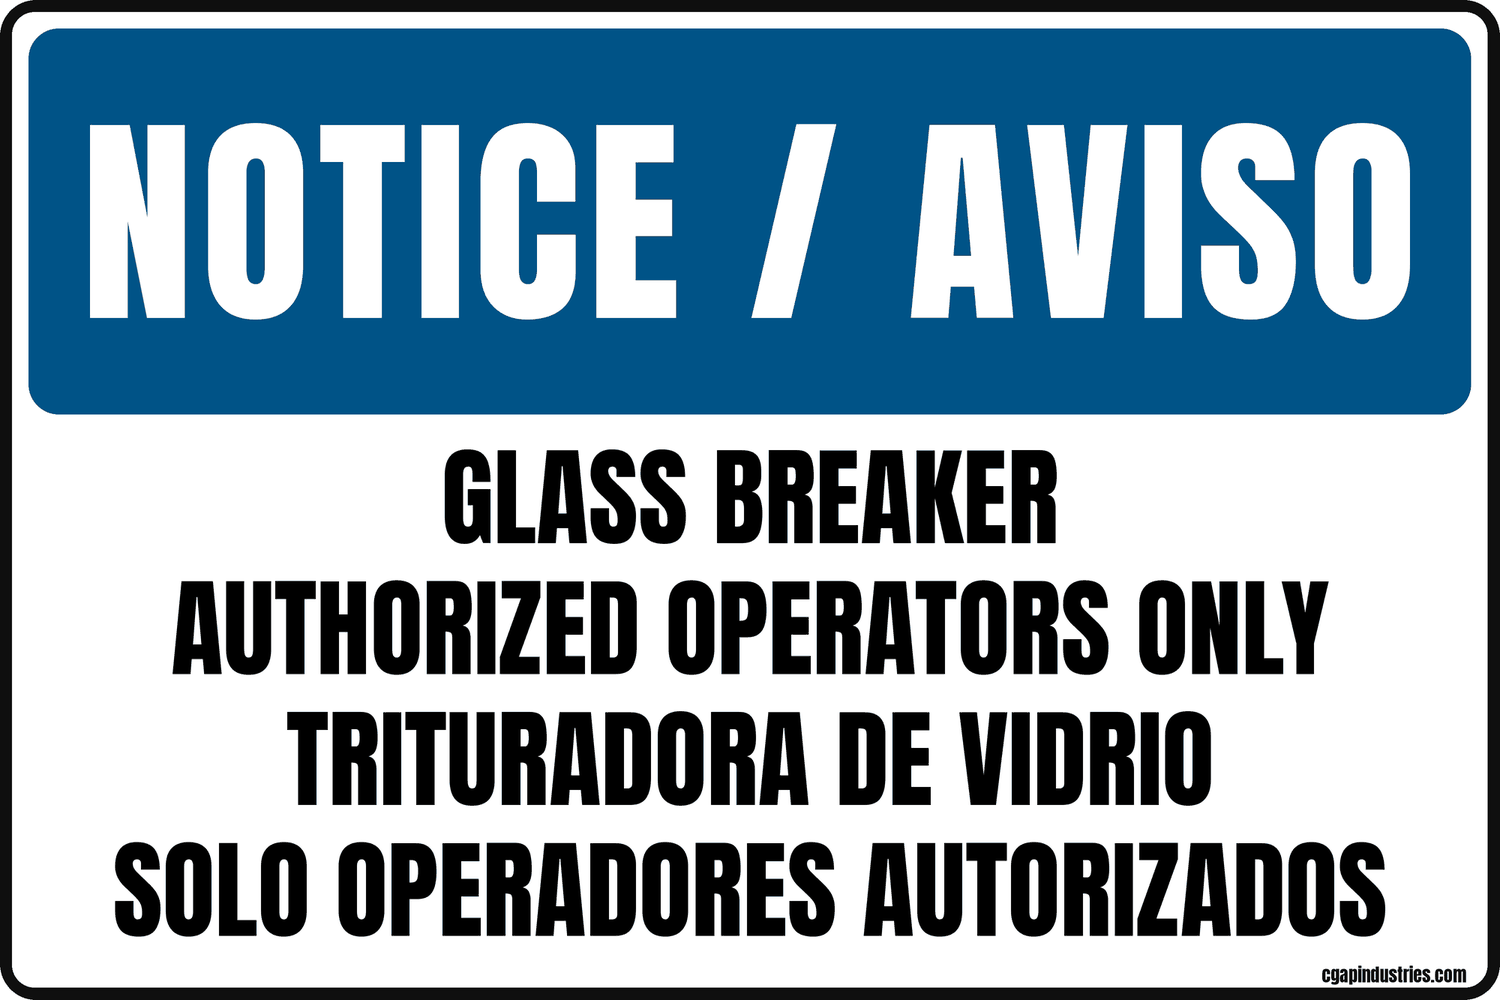 NOTICE / AVISO
GLASS BREAKER
AUTHORIZED OPERATORS ONLY
TRITURADORA DE VIDRIO
SOLO OPERADORES AUTORIZADOS
cgapindustries.com